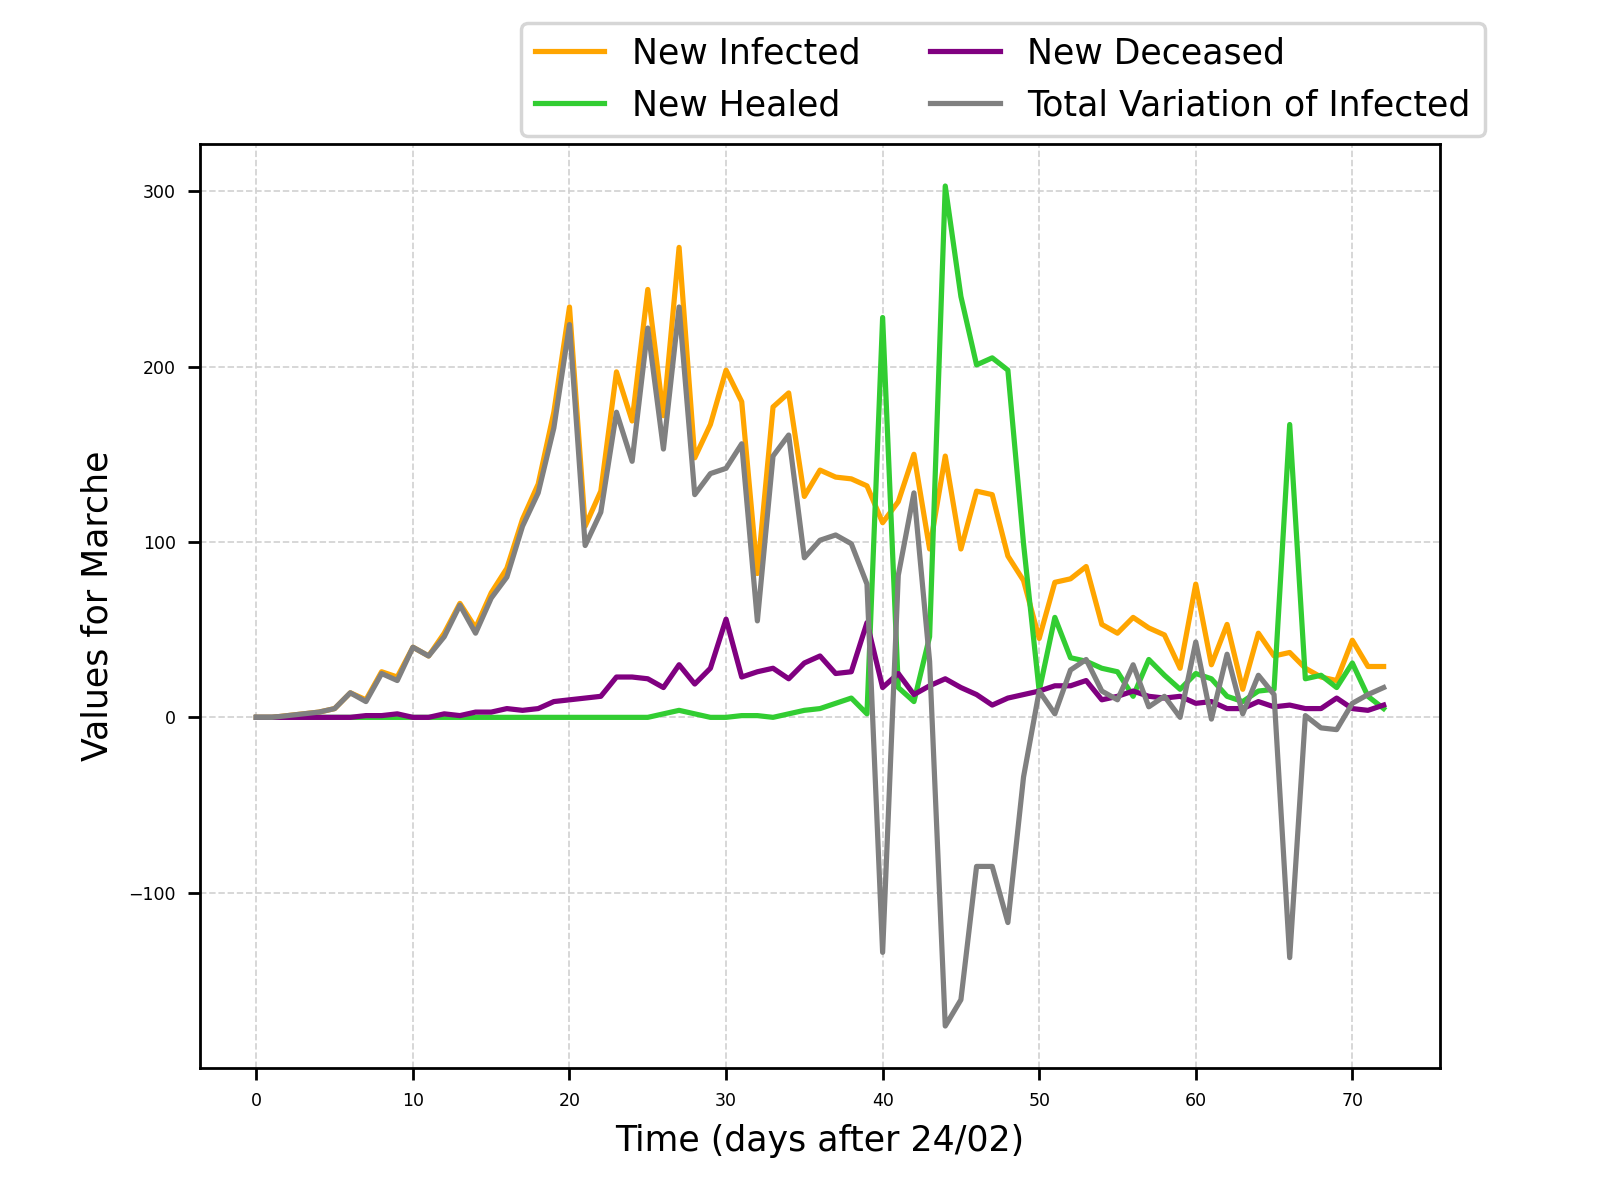 New Infected
New Healed
New Deceased
Total Variation of Infected
300
200
100
0
−100
Values for Marche
0 10 20 30 40 50 60 70
Time (days after 24/02)